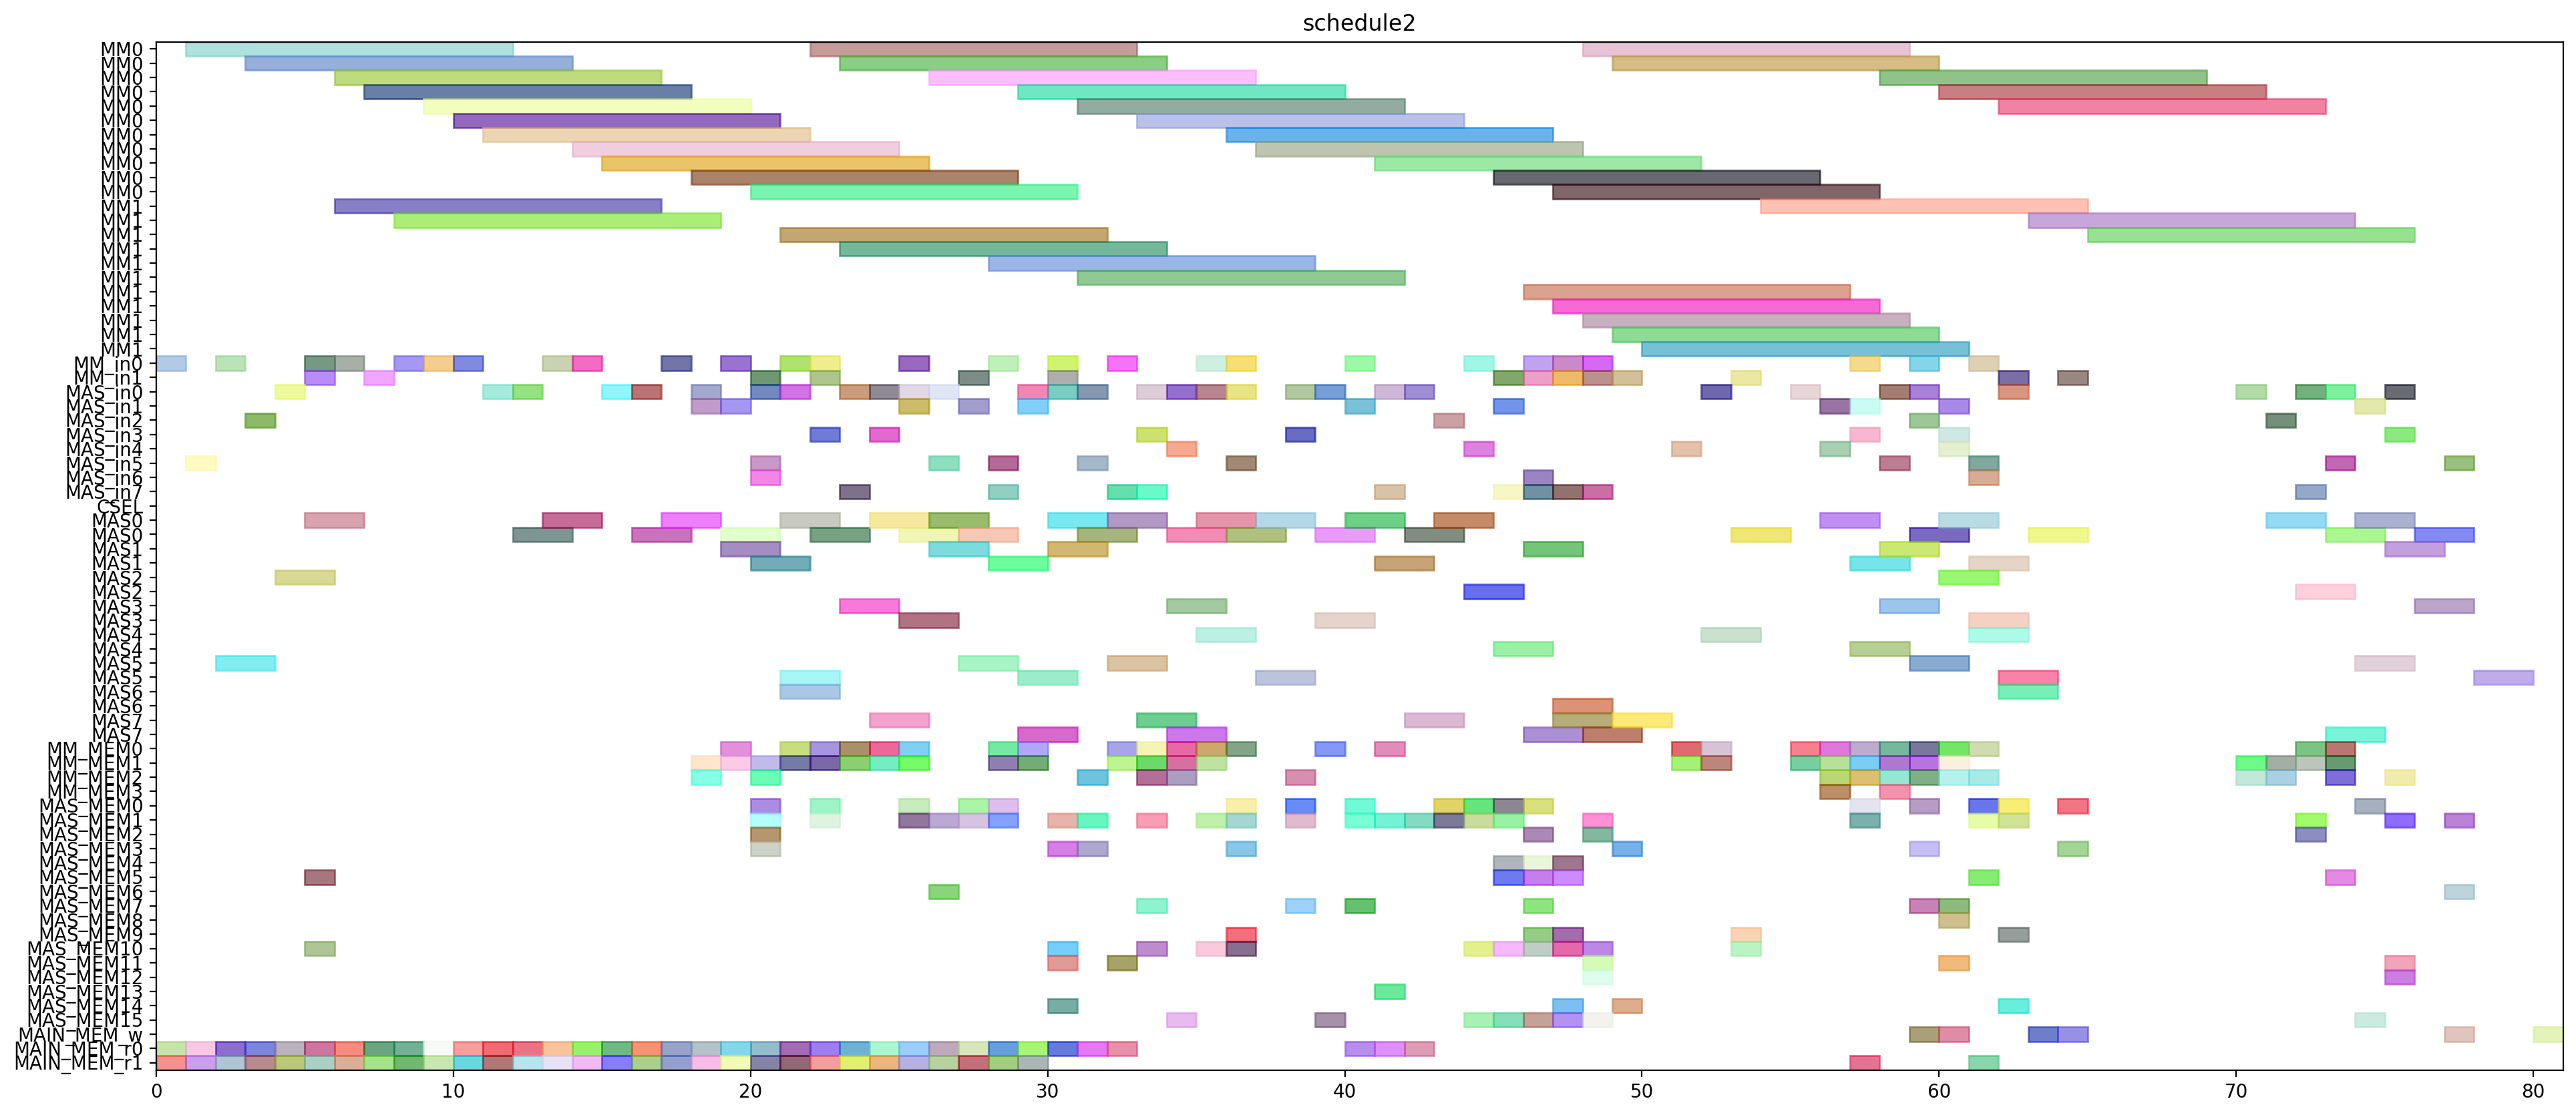 schedule2
MM0
MM0
MM0
MM0
MM0
MM0
MM0
MM0
MM0
MM0
MM0
MM1
MM1
MM1
MM1
MM1
MM1
MM1
MM1
MM1
MM1
MM1
MM_in0
MM_in1
MAS_in0
MAS_in1
MAS_in2
MAS_in3
MAS_in4
MAS_in5
MAS_in6
MAS_in7
CSEL
MAS0
MAS0
MAS1
MAS1
MAS2
MAS2
MAS3
MAS3
MAS4
MAS4
MAS5
MAS5
MAS6
MAS6
MAS7
MAS7
MM_MEM0
MM_MEM1
MM_MEM2
MM_MEM3
MAS_MEM0
MAS_MEM1
MAS_MEM2
MAS_MEM3
MAS_MEM4
MAS_MEM5
MAS_MEM6
MAS_MEM7
MAS_MEM8
MAS_MEM9
MAS_MEM10
MAS_MEM11
MAS_MEM12
MAS_MEM13
MAS_MEM14
MAS_MEM15
MAIN_MEM_w
MAIN_MEM_r0
MAIN_MEM_r1
0 10 20 30 40 50 60 70 80